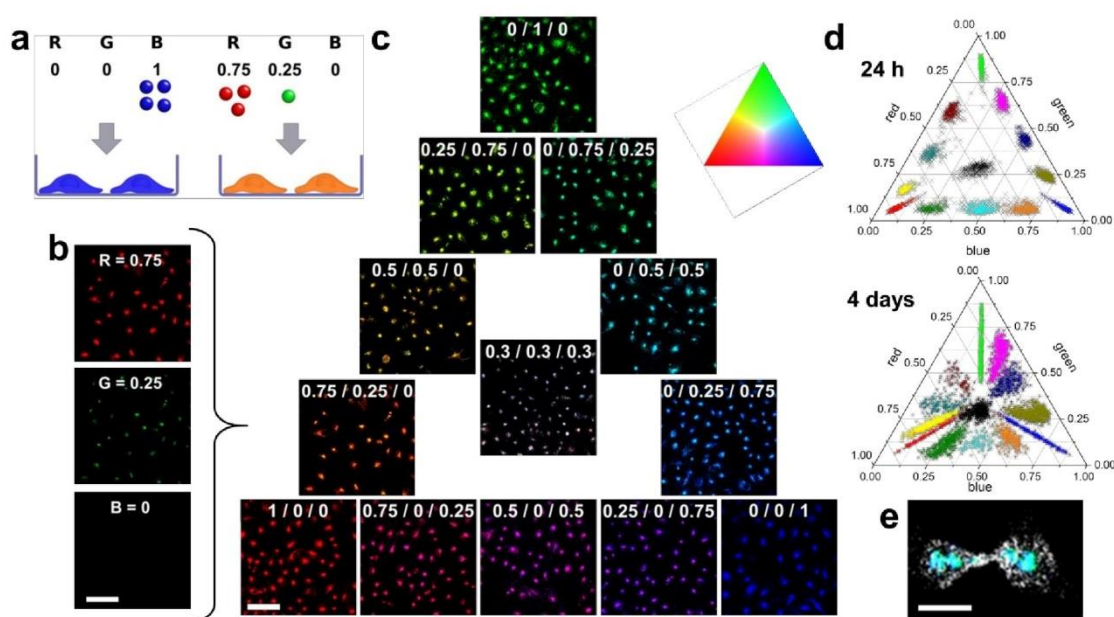 a
R G B R G B
0 0 1 0.75 0.25 0
b
R = 0.75
G = 0.25
B = 0
c
0 / 1 / 0
0.25 / 0.75 / 0
0 / 0.75 / 0.25
0.5 / 0.5 / 0
0 / 0.5 / 0.5
0.3 / 0.3 / 0.3
0.75 / 0.25 / 0
0 / 0.25 / 0.75
1 / 0 / 0
0.75 / 0 / 0.25
0.5 / 0 / 0.5
0.25 / 0 / 0.75
0 / 0 / 1
d
24 h
0.00
1.00
0.25
0.75
red
green
0.50
0.50
0.75
0.25
1.00
0.00
0.00 0.25 0.50 0.75 1.00
blue
4 days
0.00
1.00
0.25
0.75
red
green
0.50
0.50
0.75
0.25
1.00
0.00
0.00 0.25 0.50 0.75 1.00
blue
e